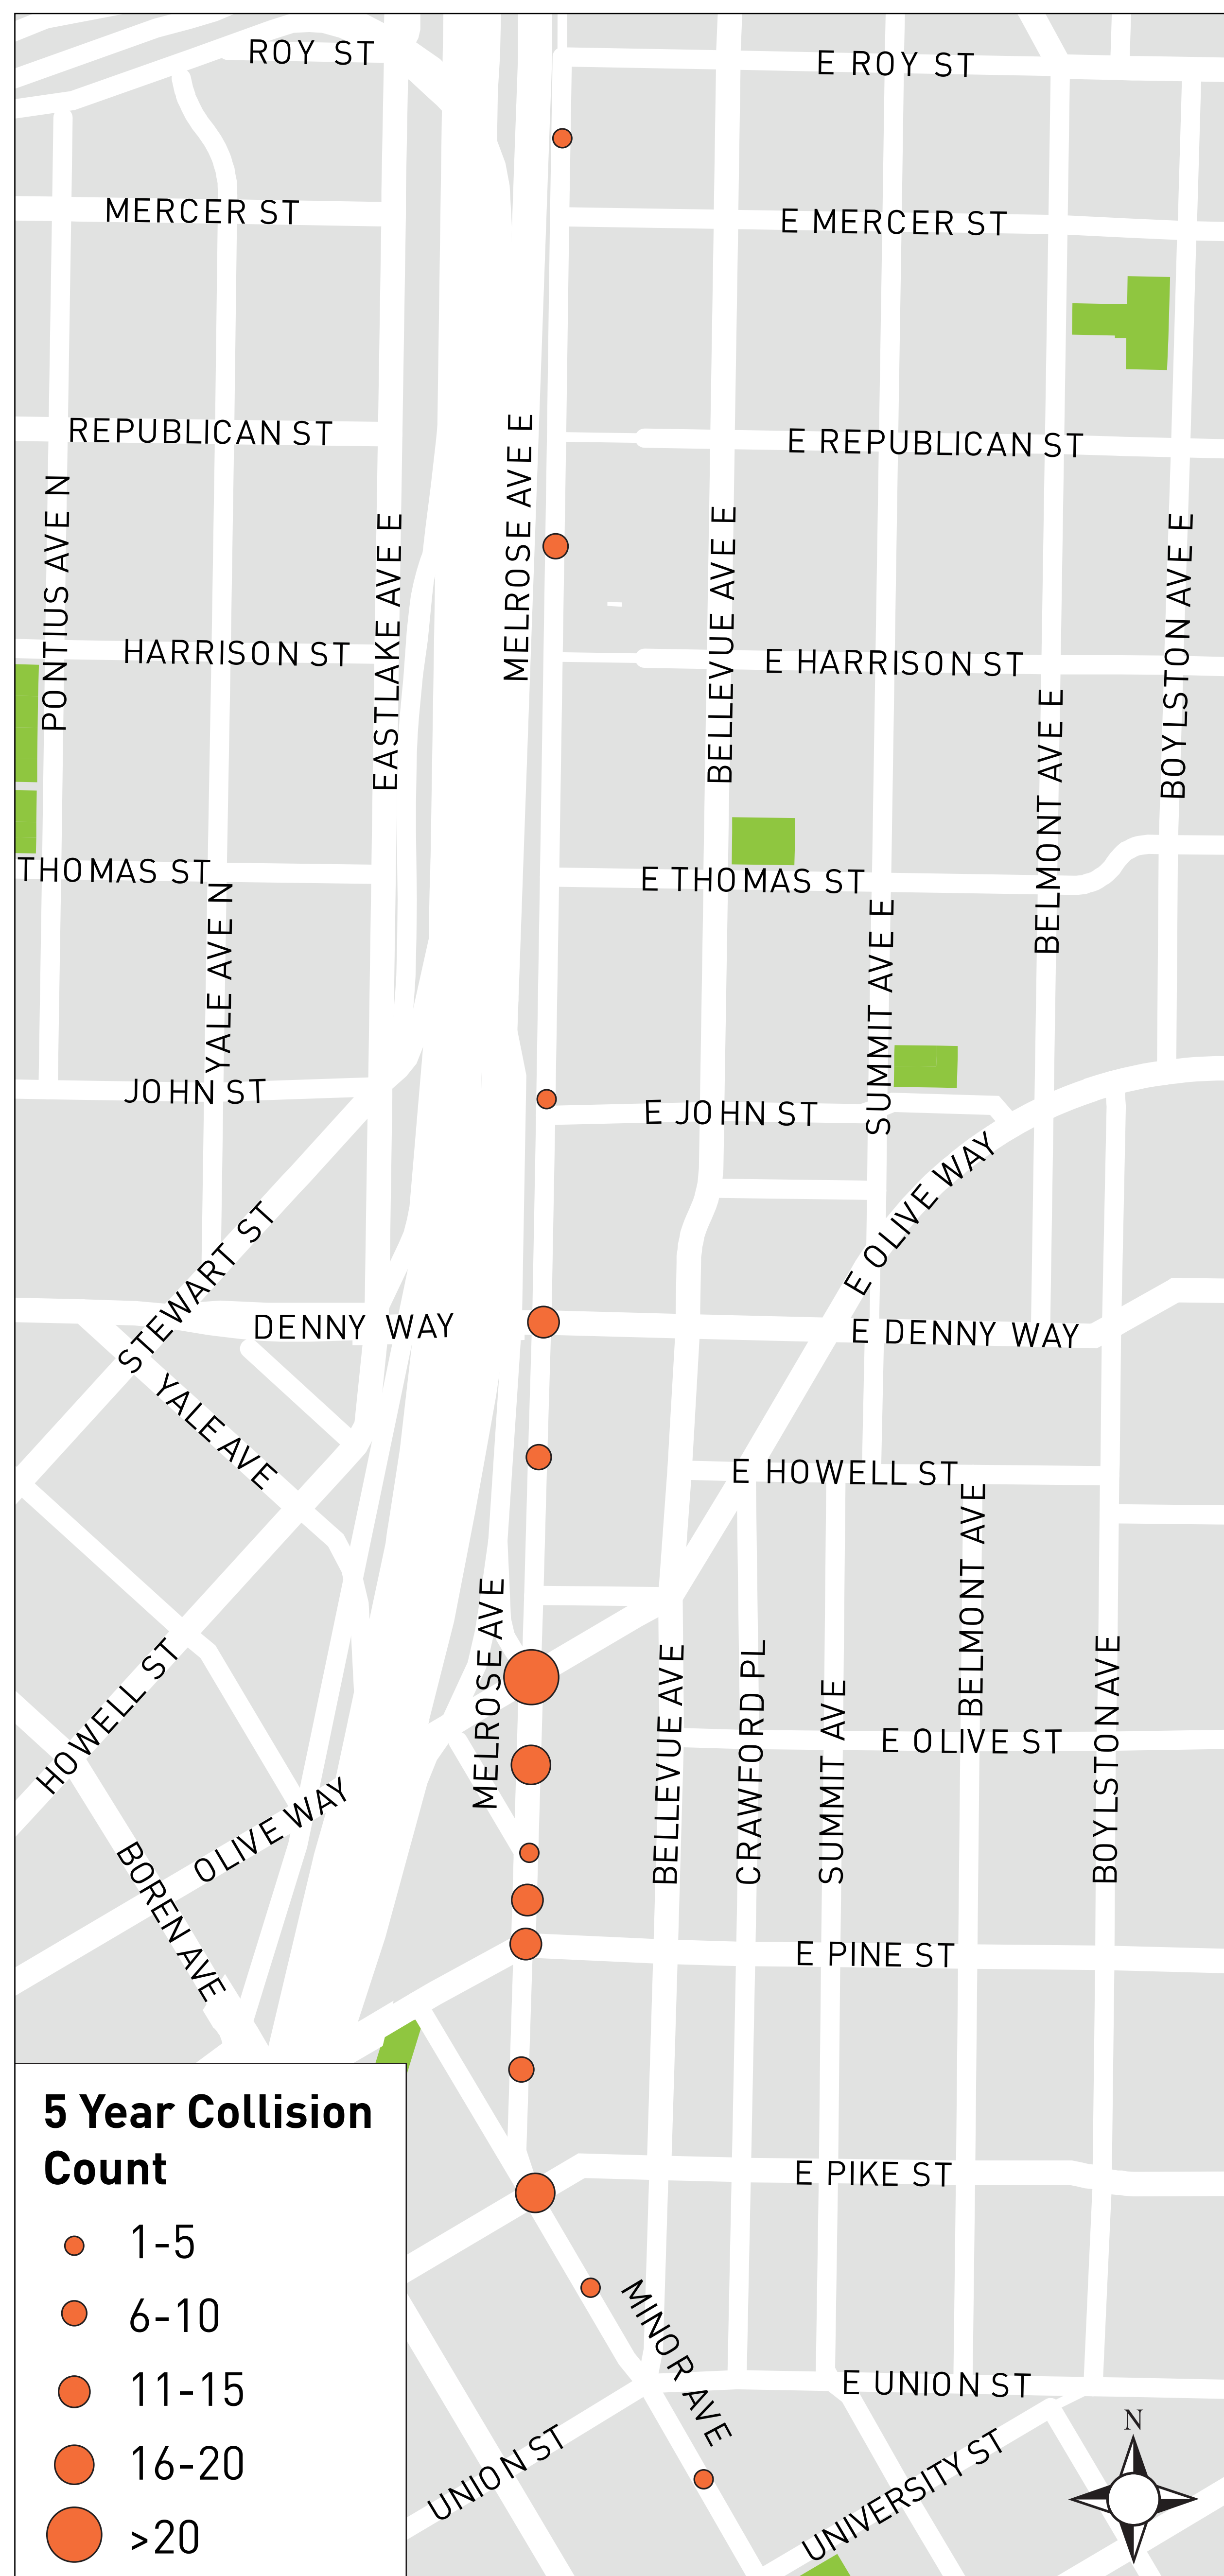 ROY ST
E ROY ST
MERCER ST
E MERCER ST
REPUBLICAN ST
E REPUBLICAN ST
MELROSE AVE E
PONTIUS AVE N
EASTLAKE AVE E
BELLEVUE AVE E
BOYLSTON AVE E
HARRISON ST
E HARRISON ST
BELMONT AVE E
THOMAS ST
E THOMAS ST
YALE AVE N
SUMMIT AVE E
JOHN ST
E JOHN ST
E OLIVE WAY
STEWART ST
DENNY WAY
E DENNY WAY
YALE AVE
E HOWELL ST
BELMONT AVE
MELROSE AVE
HOWELL ST
BELLEVUE AVE
CRAWFORD PL
SUMMIT AVE
BOYLSTON AVE
E OLIVE ST
OLIVE WAY
BOREN AVE
E PINE ST
E PIKE ST
MINOR AVE
E UNION ST
UNION ST
UNIVERSITY ST
N
5 Year Collision
Count
1-5
6-10
11-15
16-20
>20